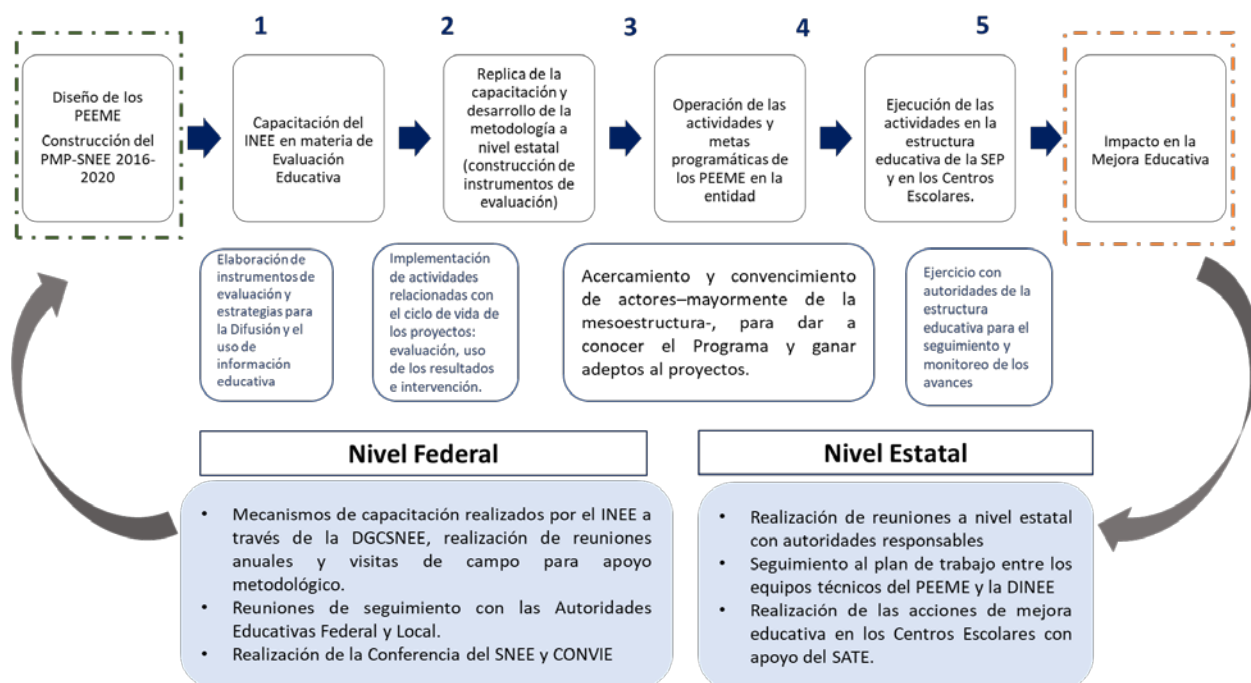 1
2
3
4
5
Diseño de los
PEEME
Construcción del
PMP-SNEE 2016-
2020
Capacitación del
INEE en materia de
Evaluación
Educativa
Replica de la
capacitación y
desarrollo de la
metodología a
nivel estatal
(construcción de
instrumentos de
evaluación)
Operación de las
actividades y
metas
programáticas de
los PEEME en la
entidad
Ejecución de las
actividades en la
estructura
educativa de la SEP
y en los Centros
Escolares.
Impacto en la
Mejora Educativa
Elaboración de
instrumentos de
evaluación y
estrategias para
la Difusión y el
uso de
información
educativa
Implementación
de actividades
relacionadas con
el ciclo de vida de
los proyectos:
evaluación, uso
de los resultados
e intervención.
Acercamiento y convencimiento
de actores–mayormente de la
mesoestructura-, para dar a
conocer el Programa y ganar
adeptos al proyectos.
Ejercicio con
autoridades de la
estructura
educativa para el
seguimiento y
monitoreo de los
avances
Nivel Federal
• Mecanismos de capacitación realizados por el INEE a
través de la DGCSNEE, realización de reuniones
anuales y visitas de campo para apoyo
metodológico.
• Reuniones de seguimiento con las Autoridades
Educativas Federal y Local.
• Realización de la Conferencia del SNEE y CONVIE
Nivel Estatal
• Realización de reuniones a nivel estatal
con autoridades responsables
• Seguimiento al plan de trabajo entre los
equipos técnicos del PEEME y la DINEE
• Realización de las acciones de mejora
educativa en los Centros Escolares con
apoyo del SATE.